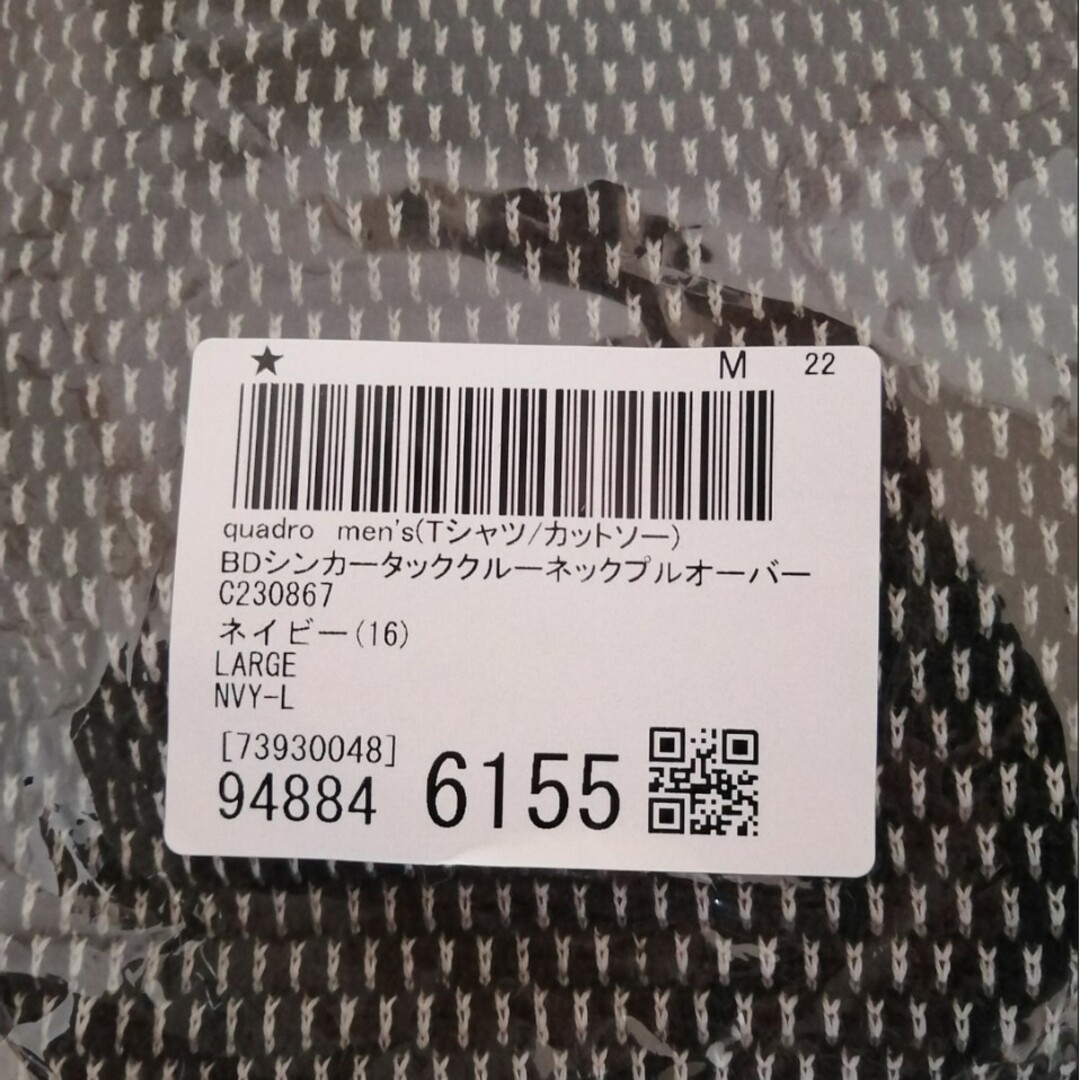 ★ M 22
quadro men's(Tシャツ/カットソー)
BDシンカータッククルーネックプルオーバー
C230867
ネイビー(16)
LARGE
NVY-L
[73930048]
94884 6155